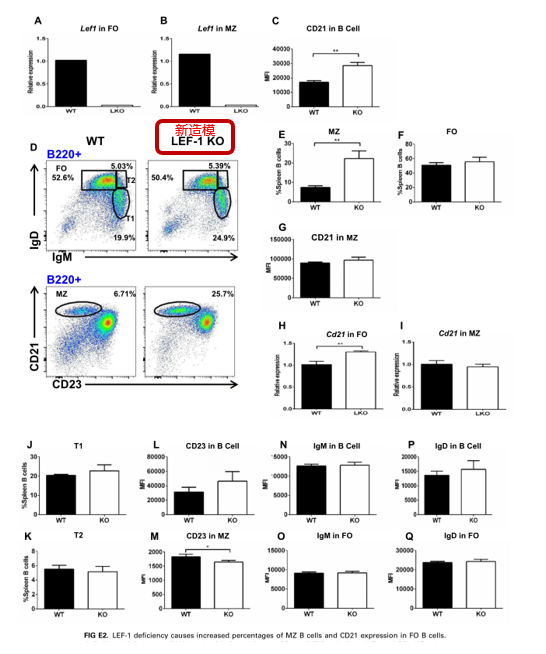 A
Lef1 in FO
Relative expression
1.5
1.0
0.5
0.0
WT
LKO
B
Lef1 in MZ
Relative expression
1.5
1.0
0.5
0.0
WT
LKO
C
CD21 in B Cell
MFI
40000
30000
20000
10000
0
**
WT
KO
D
WT
新造模
LEF-1 KO
B220+
FO
52.6%
5.03%
T2
T1
19.9%
50.4%
5.39%
24.9%
IgD
IgM
B220+
MZ
6.71%
25.7%
CD21
CD23
E
MZ
%Spleen B cells
30
20
10
0
**
WT
KO
F
FO
%Spleen B cells
100
80
60
40
20
0
WT
KO
G
CD21 in MZ
MFI
150000
100000
50000
0
WT
KO
H
Cd21 in FO
Relative expression
1.5
1.0
0.5
0.0
**
WT
LKO
I
Cd21 in MZ
Relative expression
1.5
1.0
0.5
0.0
WT
LKO
J
T1
%Spleen B cells
30
20
10
0
WT
KO
L
CD23 in B Cell
MFI
80000
60000
40000
20000
0
WT
KO
N
IgM in B Cell
MFI
10000
5000
0
WT
KO
P
IgD in B Cell
MFI
20000
15000
10000
5000
0
WT
KO
K
T2
%Spleen B cells
8
6
4
2
0
WT
KO
M
CD23 in MZ
MFI
2000
1500
1000
500
0
*
WT
KO
O
IgM in FO
MFI
15000
10000
5000
0
WT
KO
Q
IgD in FO
MFI
30000
20000
10000
0
WT
KO
FIG E2. LEF-1 deficiency causes increased percentages of MZ B cells and CD21 expression in FO B cells.